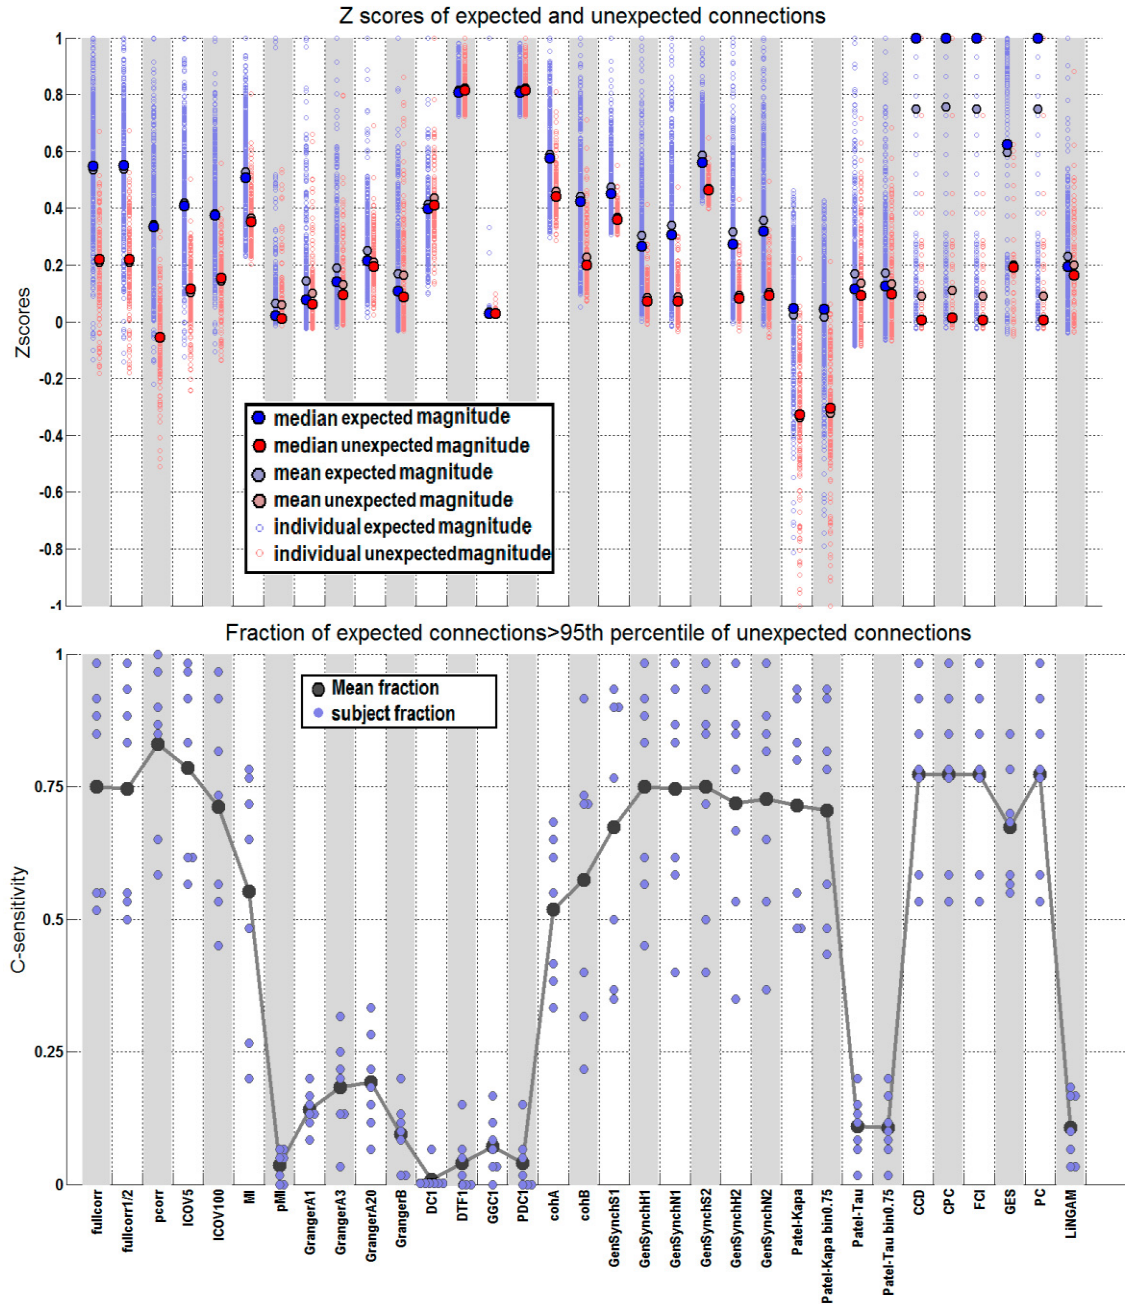 Z scores of expected and unexpected connections
1
0.8
0.6
0.4
0.2
0
-0.2
-0.4
-0.6
-0.8
-1
Zscores
median expected magnitude
median unexpected magnitude
mean expected magnitude
mean unexpected magnitude
individual expected magnitude
individual unexpected magnitude
Fraction of expected connections>95th percentile of unexpected connections
1
0.75
0.5
0.25
0
C-sensitivity
Mean fraction
subject fraction
fullcorr
fullcorr1/2
pcorr
ICOV5
ICOV100
MI
pMI
GrangerA1
GrangerA3
GrangerA20
GrangerB
DC1
DTF1
GGC1
PDC1
cohA
cohB
GenSynchS1
GenSynchH1
GenSynchN1
GenSynchS2
GenSynchH2
GenSynchN2
Patel-Kapa
Patel-Kapa bin0.75
Patel-Tau
Patel-Tau bin0.75
CCD
CPC
FCI
GES
PC
LiNGAM